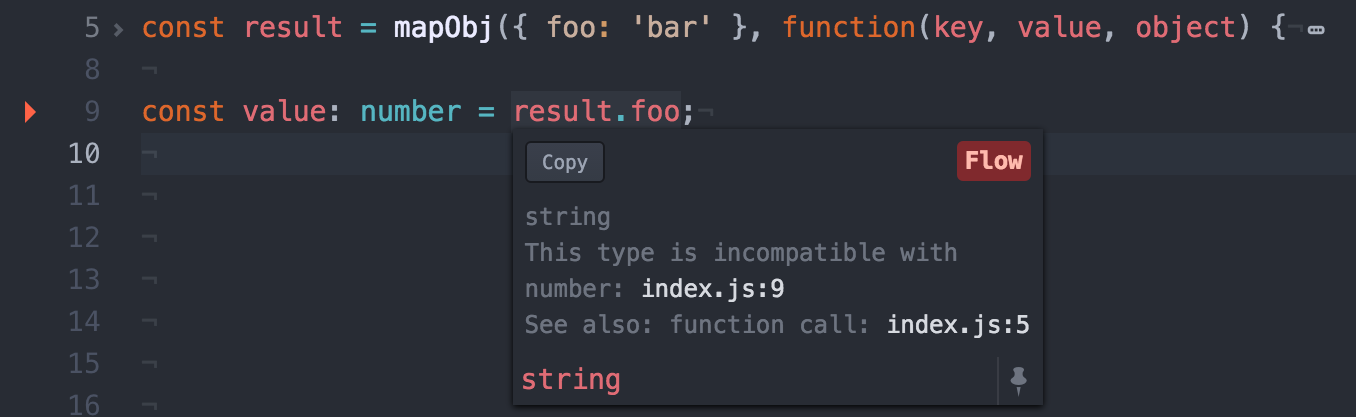 5 › const result = mapObj({ foo: 'bar' }, function(key, value, object) {¬ …
8 ¬
9 const value: number = result.foo;¬
10 ¬
Copy Flow
11 ¬
string
12 ¬
This type is incompatible with
13 ¬
number: index.js:9
14 ¬
See also: function call: index.js:5
15 ¬
string
16 ¬